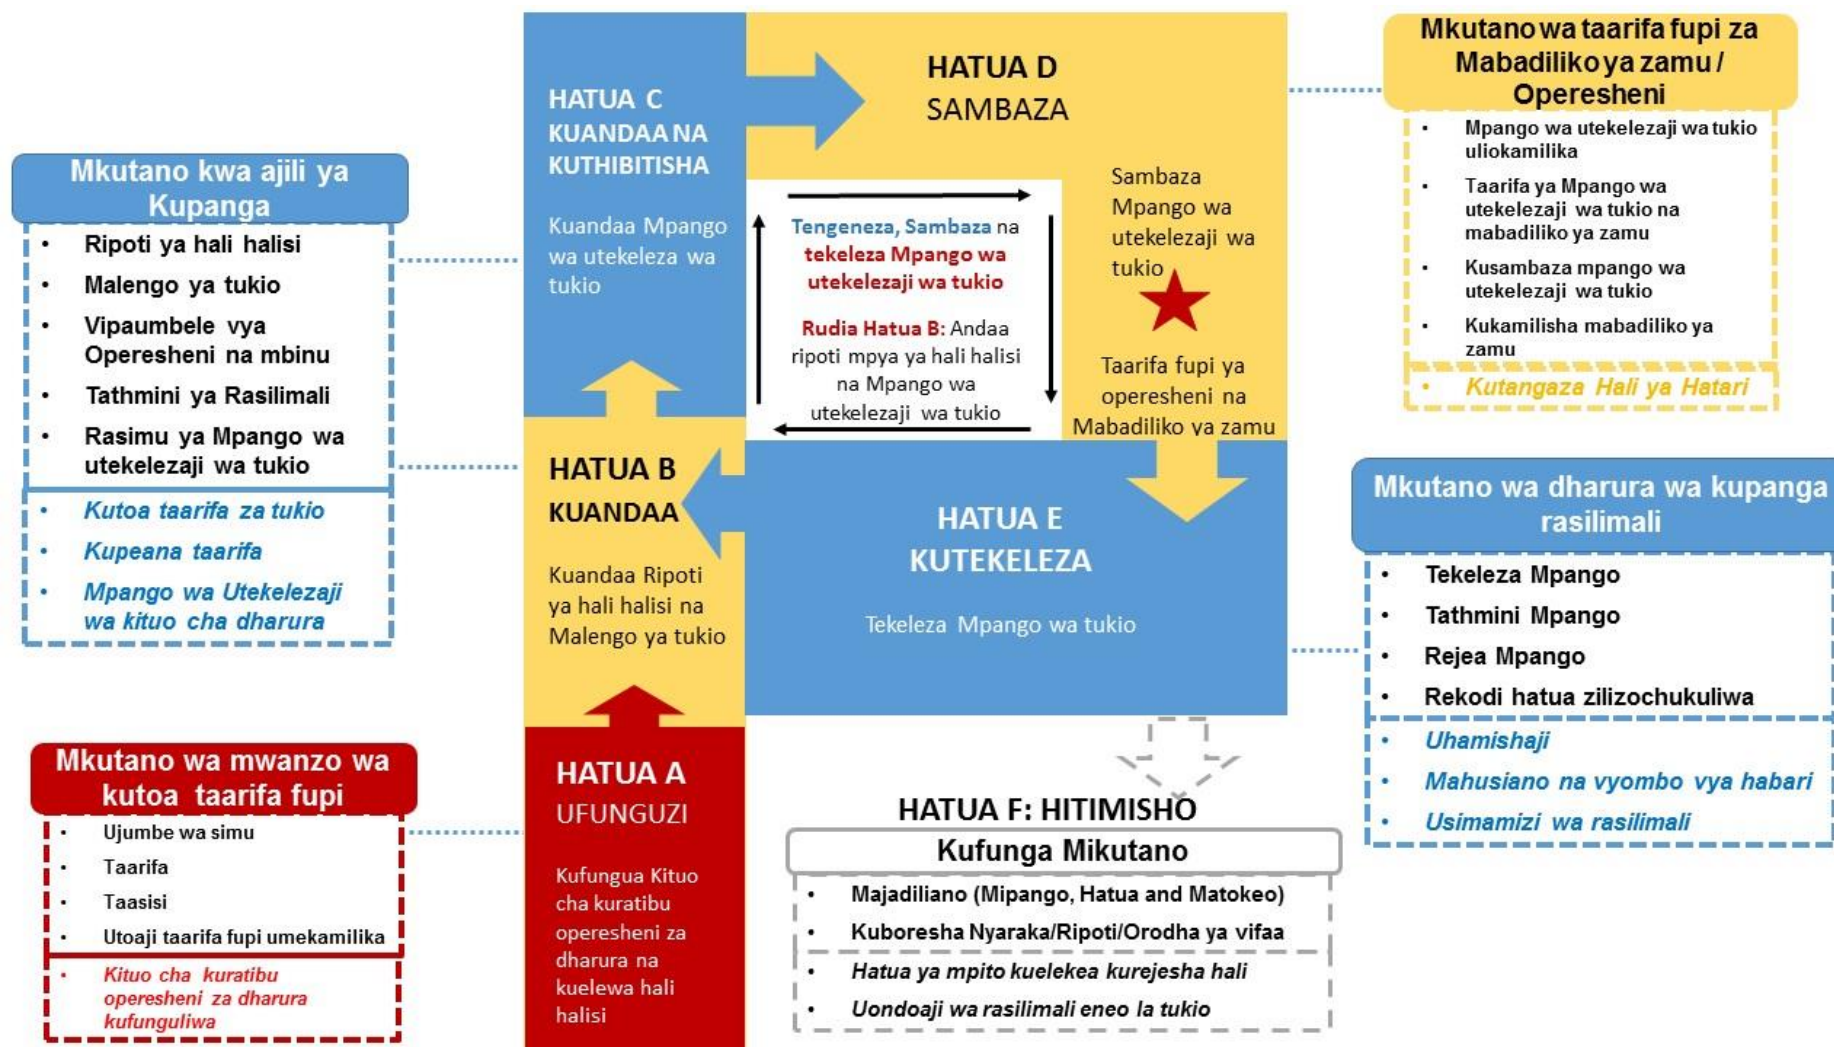 Mkutano kwa ajili ya
Kupanga
• Ripoti ya hali halisi
• Malengo ya tukio
• Vipaumbele vya
Operesheni na mbinu
• Tathmini ya Rasilimali
• Rasimu ya Mpango wa
utekelezaji wa tukio
• Kutoa taarifa za tukio
• Kupeana taarifa
• Mpango wa Utekelezaji
wa kituo cha dharura
Mkutano wa mwanzo wa
kutoa taarifa fupi
• Ujumbe wa simu
• Taarifa
• Taasisi
• Utoaji taarifa fupi umekamilika
• Kituo cha kuratibu
operesheni za dharura
kufunguliwa
HATUA A
UFUNGUZI
Kufungua Kituo
cha kuratibu
operesheni za
dharura na
kuelewa hali
halisi
HATUA B
KUANDAA
Kuandaa Ripoti
ya hali halisi na
Malengo ya tukio
HATUA C
KUANDAA NA
KUTHIBITISHA
Kuandaa Mpango
wa utekeleza wa
tukio
HATUA D
SAMBAZA
Sambaza
Mpango wa
utekelezaji wa
tukio
Taarifa fupi ya
operesheni na
Mabadiliko ya zamu
Tengeneza, Sambaza na
tekeleza Mpango wa
utekelezaji wa tukio
Rudia Hatua B: Andaa
ripoti mpya ya hali halisi
na Mpango wa
utekelezaji wa tukio
HATUA E
KUTEKELEZA
Tekeleza Mpango wa tukio
HATUA F: HITIMISHO
Kufunga Mikutano
• Majadiliano (Mipango, Hatua and Matokeo)
• Kuboresha Nyaraka/Ripoti/Orodha ya vifaa
• Hatua ya mpito kuelekea kurejesha hali
• Uondoaji wa rasilimali eneo la tukio
Mkutano wa taarifa fupi za
Mabadiliko ya zamu /
Operesheni
• Mpango wa utekelezaji wa tukio
uliokamilika
• Taarifa ya Mpango wa
utekelezaji wa tukio na
mabadiliko ya zamu
• Kusambaza mpango wa
utekelezaji wa tukio
• Kukamilisha mabadiliko ya
zamu
• Kutangaza Hali ya Hatari
Mkutano wa dharura wa kupanga
rasilimali
• Tekeleza Mpango
• Tathmini Mpango
• Rejea Mpango
• Rekodi hatua zilizochukuliwa
• Uhamishaji
• Mahusiano na vyombo vya habari
• Usimamizi wa rasilimali